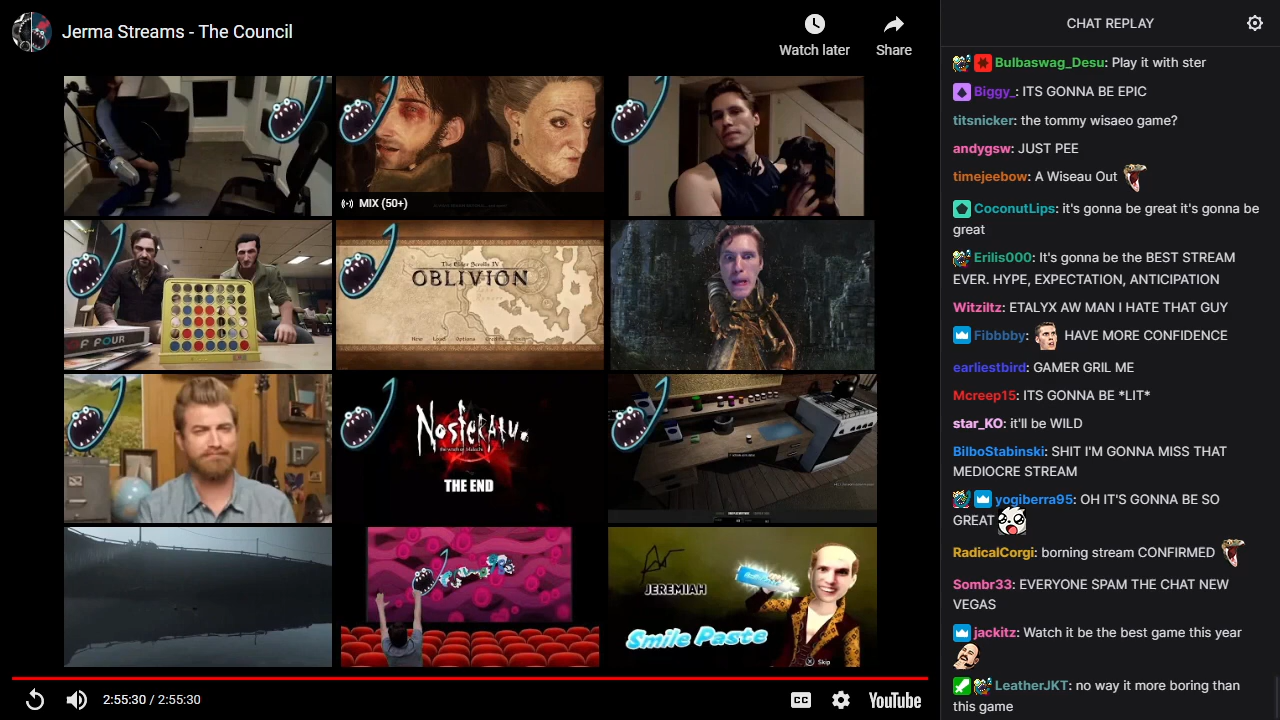 Jerma Streams - The Council
Watch later
Share
MIX (50+)
OF FOUR
The Elder Scrolls IV
OBLIVION
Nosferatu.
THE END
JEREMIAH
Smile Paste
Skip
2:55:30 / 2:55:30
CC
YouTube
CHAT REPLAY
Bulbaswag_Desu: Play it with ster
Biggy_: ITS GONNA BE EPIC
titsnicker: the tommy wisaeo game?
andygsw: JUST PEE
timejeebow: A Wiseau Out
CoconutLips: it's gonna be great it's gonna be
great
Erilis000: It's gonna be the BEST STREAM
EVER. HYPE, EXPECTATION, ANTICIPATION
Witziltz: ETALYX AW MAN I HATE THAT GUY
Fibbbby: HAVE MORE CONFIDENCE
earliestbird: GAMER GRIL ME
Mcreep15: ITS GONNA BE *LIT*
star_KO: it'll be WILD
BilboStabinski: SHIT I'M GONNA MISS THAT
MEDIOCRE STREAM
yogiberra95: OH IT'S GONNA BE SO
GREAT
RadicalCorgi: borning stream CONFIRMED
Sombr33: EVERYONE SPAM THE CHAT NEW
VEGAS
jackitz: Watch it be the best game this year
LeatherJKT: no way it more boring than
this game